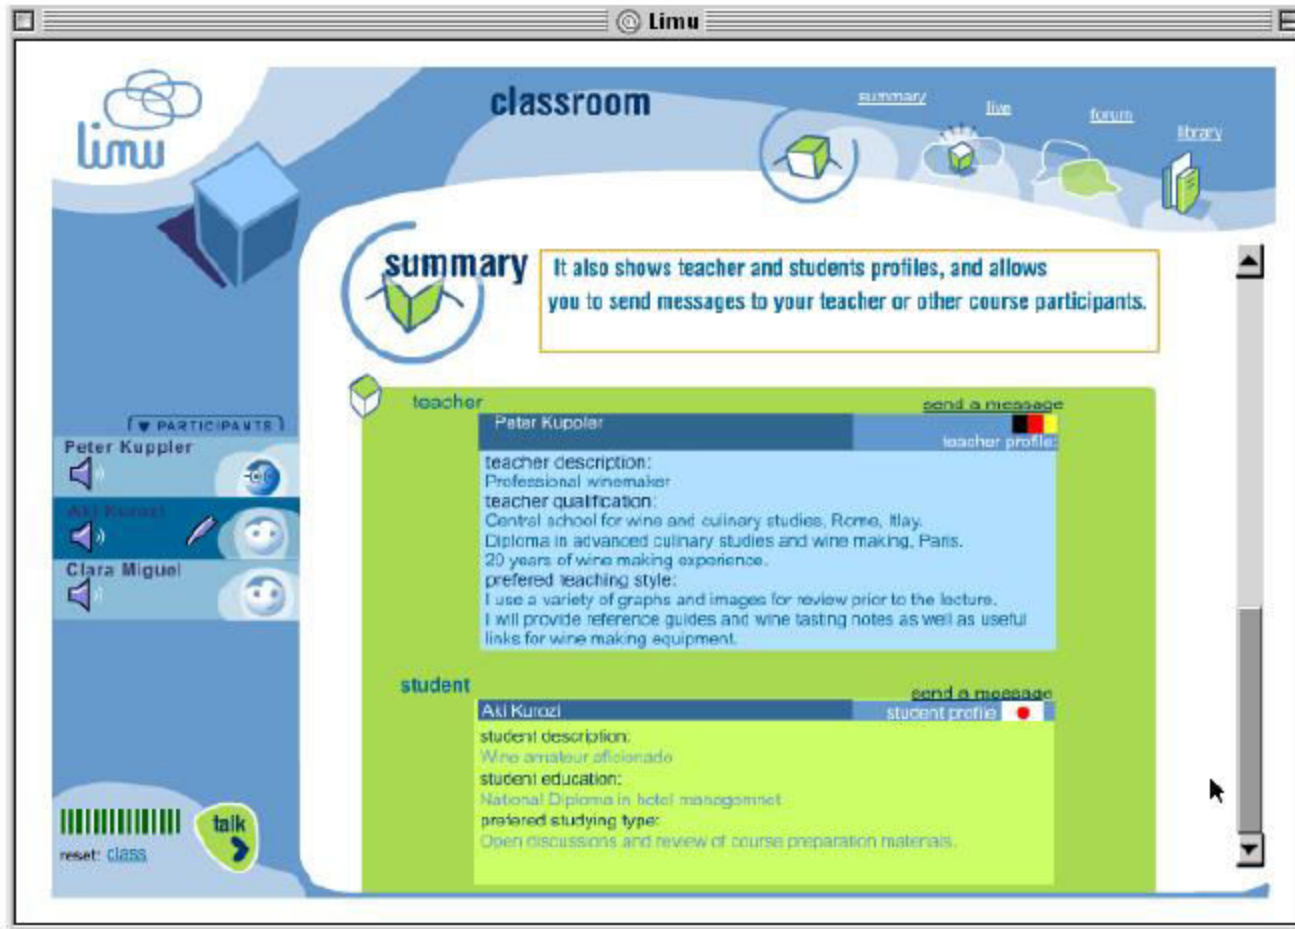 Limu
limu
classroom
summary
live
forum
library
summary
It also shows teacher and students profiles, and allows
you to send messages to your teacher or other course participants.
▼ PARTICIPANTS
Peter Kuppler
Aki Kurozi
Clara Miguel
teacher
send a message
Peter Kuppler
teacher profile:
teacher description:
Professional winemaker
teacher qualification:
Central school for wine and culinary studies, Rome, Itlay.
Diploma in advanced culinary studies and wine making, Paris.
20 years of wine making experience.
prefered teaching style:
I use a variety of graphs and images for review prior to the lecture.
I will provide reference guides and wine tasting notes as well as useful
links for wine making equipment.
student
send a message
Aki Kurozi
student profile
student description:
Wine amateur aficionado
student education:
National Diploma in hotel managomnet
prefered studying type:
Open discussions and review of course preparation materials.
talk
reset: class